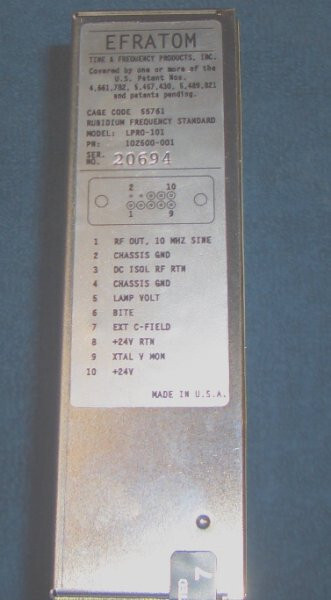 EFRATOM
TIME & FREQUENCY PRODUCTS, INC.
Covered by one or more of the
U.S. Patent Nos.
4,661,782, 5,457,430, 5,489,821
and patents pending.
CAGE CODE 55761
RUBIDIUM FREQUENCY STANDARD
MODEL: LPRO-101
PN: 102500-001
SER. NO. 20694
2 10
1 9
1 RF OUT, 10 MHZ SINE
2 CHASSIS GND
3 DC ISOL RF RTN
4 CHASSIS GND
5 LAMP VOLT
6 BITE
7 EXT C-FIELD
8 +24V RTN
9 XTAL V MON
10 +24V
MADE IN U.S.A.
7